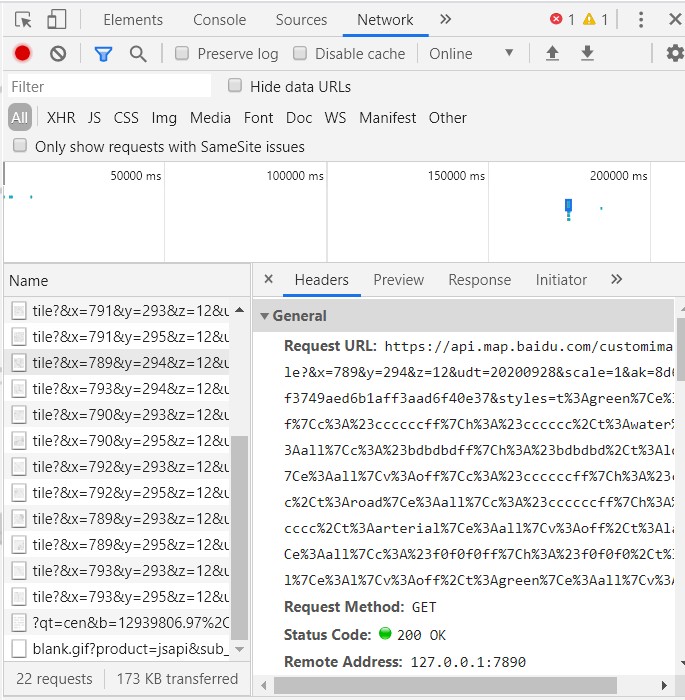 Elements Console Sources Network » 1 1
Preserve log Disable cache Online
Filter Hide data URLs
All XHR JS CSS Img Media Font Doc WS Manifest Other
Only show requests with SameSite issues
50000 ms 100000 ms 150000 ms 200000 ms
Name
tile?&x=791&y=293&z=12&u
tile?&x=791&y=295&z=12&u
tile?&x=789&y=294&z=12&u
tile?&x=793&y=294&z=12&u
tile?&x=790&y=293&z=12&u
tile?&x=790&y=295&z=12&u
tile?&x=792&y=293&z=12&u
tile?&x=792&y=295&z=12&u
tile?&x=789&y=293&z=12&u
tile?&x=789&y=295&z=12&u
tile?&x=793&y=293&z=12&u
tile?&x=793&y=295&z=12&u
?qt=cen&b=12939806.97%2C
blank.gif?product=jsapi&sub_
22 requests 173 KB transferred
× Headers Preview Response Initiator »
General
Request URL: https://api.map.baidu.com/customima
le?&x=789&y=294&z=12&udt=20200928&scale=1&ak=8d6
f3749aed6b1aff3aad6f40e37&styles=t%3Agreen%7Ce%3
f%7Cc%3A%23ccccccff%7Ch%3A%23cccccc%2Ct%3Awater%
3Aall%7Cc%3A%23bdbdbdff%7Ch%3A%23bdbdbd%2Ct%3Alo
7Ce%3Aall%7Cv%3Aoff%7Cc%3A%23ccccccff%7Ch%3A%23c
c%2Ct%3Aroad%7Ce%3Aall%7Cc%3A%23ccccccff%7Ch%3A%
cccc%2Ct%3Aarterial%7Ce%3Aall%7Cv%3Aoff%2Ct%3Ala
Ce%3Aall%7Cc%3A%23f0f0f0ff%7Ch%3A%23f0f0f0%2Ct%3
l%7Ce%3Al%7Cv%3Aoff%2Ct%3Agreen%7Ce%3Aall%7Cv%3A
Request Method: GET
Status Code: 200 OK
Remote Address: 127.0.0.1:7890